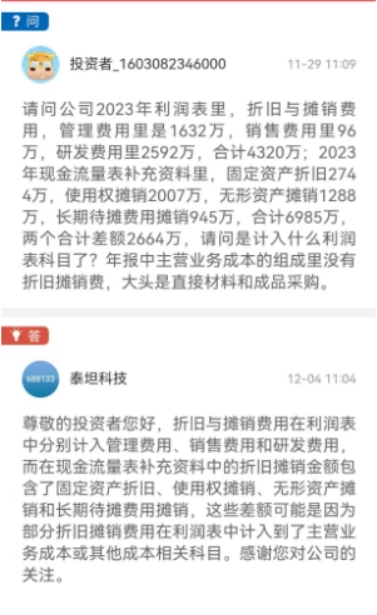 ? 问
投资者_1603082346000
11-29 11:09
请问公司2023年利润表里，折旧与摊销费
用，管理费用里是1632万，销售费用里96
万，研发费用里2592万，合计4320万；2023
年现金流量表补充资料里，固定资产折旧274
4万，使用权摊销2007万，无形资产摊销1288
万，长期待摊费用摊销945万，合计6985万，
两个合计差额2664万，请问是计入什么利润
表科目了？年报中主营业务成本的组成里没有
折旧摊销费，大头是直接材料和成品采购。
答
688133
泰坦科技
12-04 11:04
尊敬的投资者您好，折旧与摊销费用在利润表
中分别计入管理费用、销售费用和研发费用，
而在现金流量表补充资料中的折旧摊销金额包
含了固定资产折旧、使用权摊销、无形资产摊
销和长期待摊费用摊销，这些差额可能是因为
部分折旧摊销费用在利润表中计入到了主营业
务成本或其他成本相关科目。感谢您对公司的
关注。